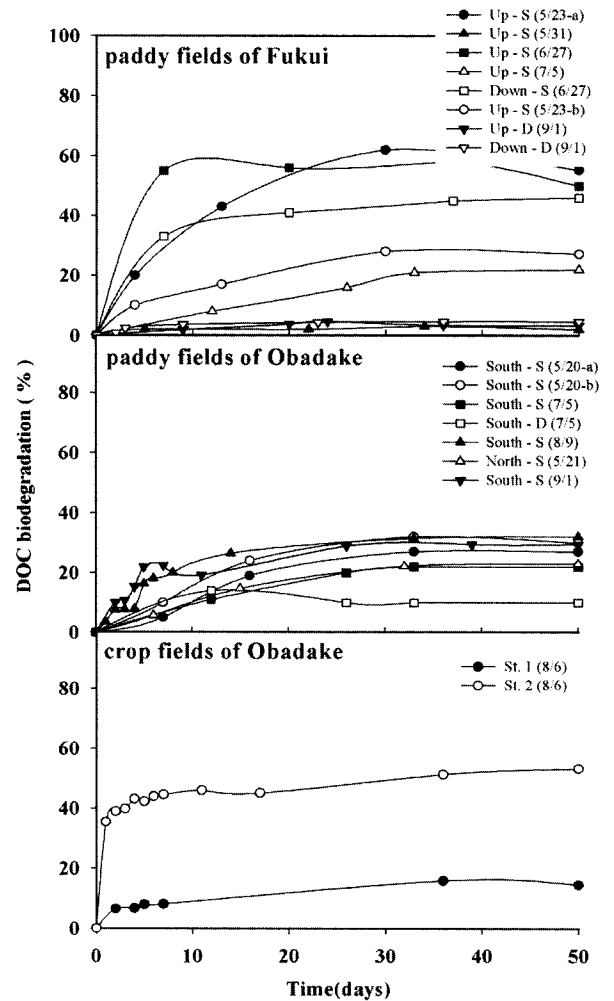 Up - S (5/23-a)
Up - S (5/31)
Up - S (6/27)
Up - S (7/5)
Down - S (6/27)
Up - S (5/23-b)
Up - D (9/1)
Down - D (9/1)
paddy fields of Fukui
100
80
60
40
20
0
paddy fields of Obadake
South - S (5/20-a)
South - S (5/20-b)
South - S (7/5)
South - D (7/5)
South - S (8/9)
North - S (5/21)
South - S (9/1)
80
60
40
20
0
DOC biodegradation ( % )
crop fields of Obadake
St. 1 (8/6)
St. 2 (8/6)
80
60
40
20
0
0 10 20 30 40 50
Time(days)